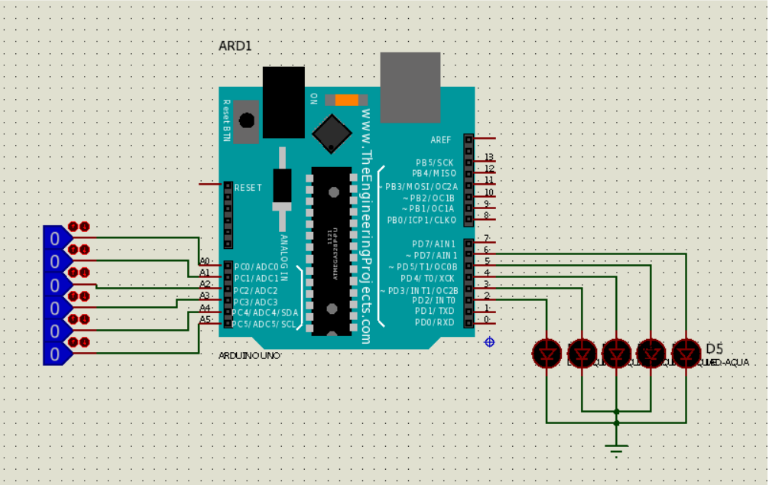 ARD1
ON
Reset BTN
www.TheEngineeringProjects.com
AREF
RESET
PB5/SCK 13
PB4/MISO 12
~ PB3/MOSI/OC2A 11
~ PB2/OC1B 10
~ PB1/OC1A 9
PB0/ICP1/CLKO 8
1121
ATMEGA328P-PU
ANALOG IN
PD7/AIN1 7
~ PD7/AIN1 6
~ PD5/T1/OC0B 5
PD4/T0/XCK 4
~ PD3/INT1/OC2B 3
PD2/INT0 2
PD1/TXD 1
PD0/RXD 0
0
0
0
0
0
0
A0 PC0/ADC0
A1 PC1/ADC1
A2 PC2/ADC2
A3 PC3/ADC3
A4 PC4/ADC4/SDA
A5 PC5/ADC5/SCL
ARDUINO UNO
D5
LED-AQUA